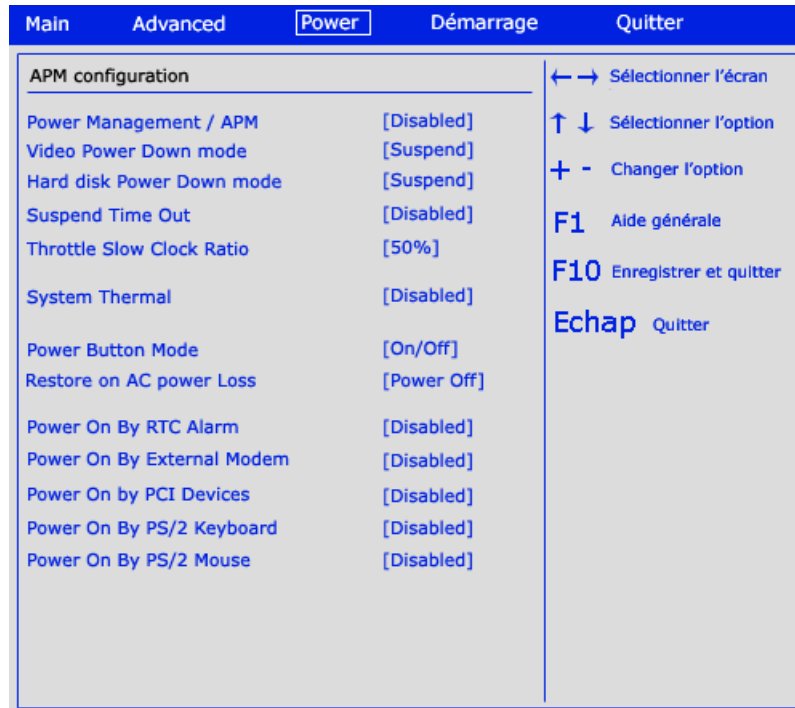 Main Advanced Power Démarrage Quitter
APM configuration
Power Management / APM [Disabled]
Video Power Down mode [Suspend]
Hard disk Power Down mode [Suspend]
Suspend Time Out [Disabled]
Throttle Slow Clock Ratio [50%]
System Thermal [Disabled]
Power Button Mode [On/Off]
Restore on AC power Loss [Power Off]
Power On By RTC Alarm [Disabled]
Power On By External Modem [Disabled]
Power On by PCI Devices [Disabled]
Power On By PS/2 Keyboard [Disabled]
Power On By PS/2 Mouse [Disabled]
←→ Sélectionner l'écran
↑↓ Sélectionner l'option
+ - Changer l'option
F1 Aide générale
F10 Enregistrer et quitter
Echap Quitter